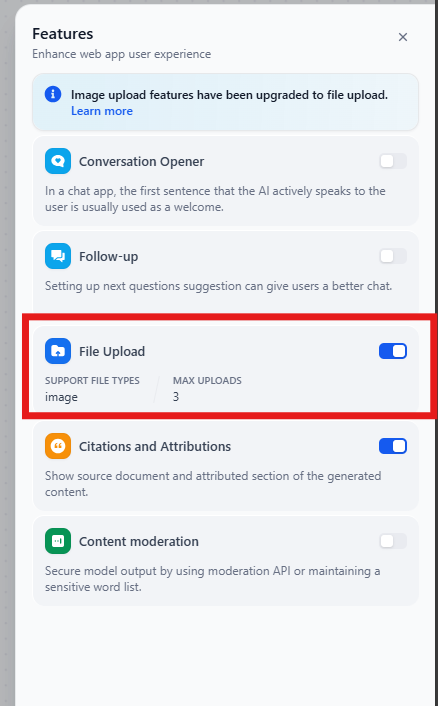 Features
Enhance web app user experience
Image upload features have been upgraded to file upload.
Learn more
Conversation Opener
In a chat app, the first sentence that the AI actively speaks to the
user is usually used as a welcome.
Follow-up
Setting up next questions suggestion can give users a better chat.
File Upload
SUPPORT FILE TYPES
image
MAX UPLOADS
3
Citations and Attributions
Show source document and attributed section of the generated
content.
Content moderation
Secure model output by using moderation API or maintaining a
sensitive word list.